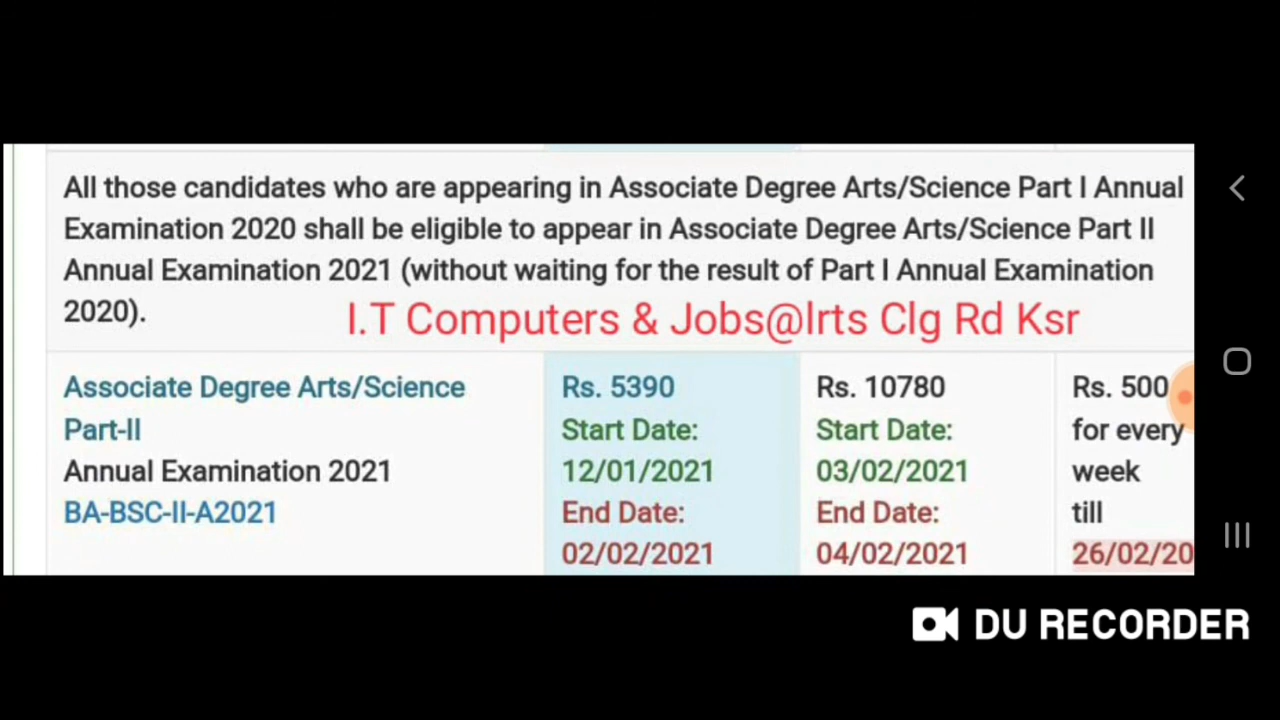 All those candidates who are appearing in Associate Degree Arts/Science Part I Annual
Examination 2020 shall be eligible to appear in Associate Degree Arts/Science Part II
Annual Examination 2021 (without waiting for the result of Part I Annual Examination
2020).
I.T Computers & Jobs@lrts Clg Rd Ksr
Associate Degree Arts/Science
Part-II
Annual Examination 2021
BA-BSC-II-A2021
Rs. 5390
Start Date:
12/01/2021
End Date:
02/02/2021
Rs. 10780
Start Date:
03/02/2021
End Date:
04/02/2021
Rs. 500
for every
week
till
26/02/20
DU RECORDER